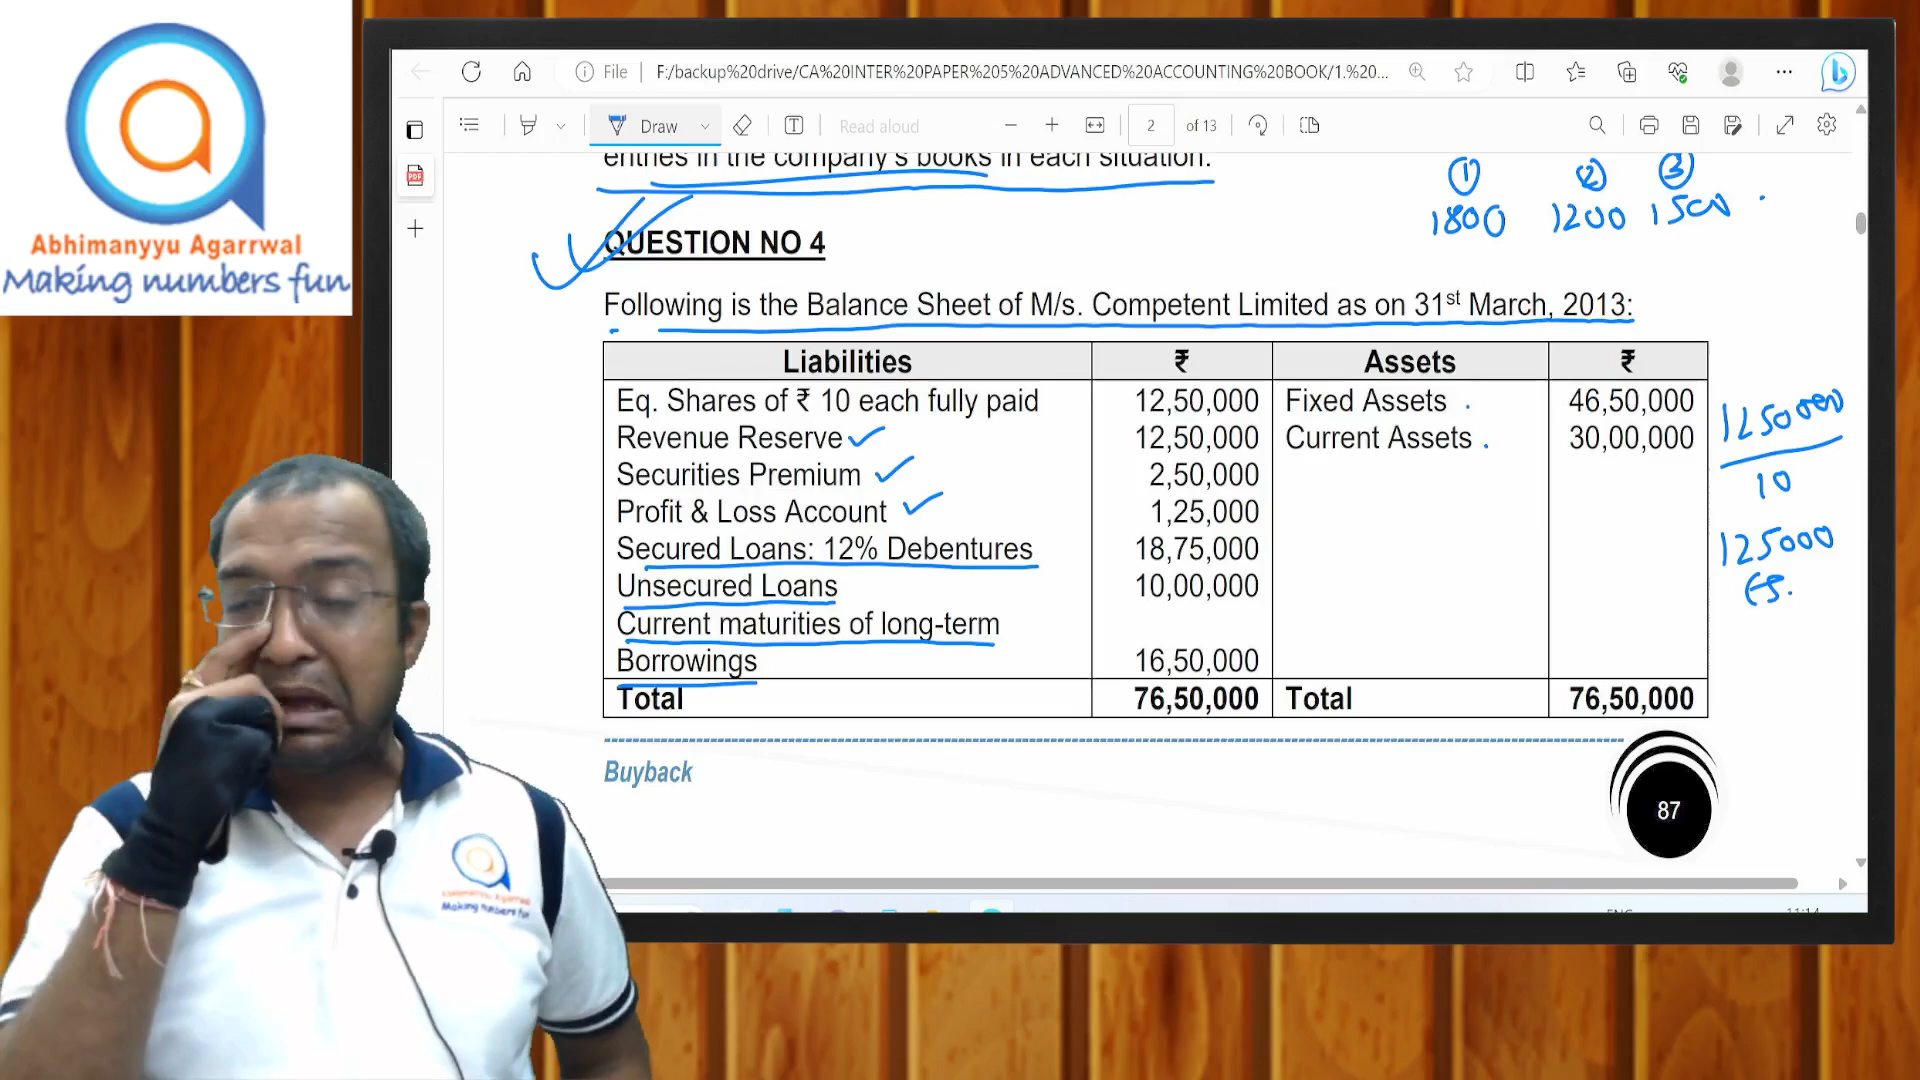 Abhimanyyu Agarrwal
Making numbers fun
File
F:/backup%20drive/CA%20INTER%20PAPER%205%20ADVANCED%20ACCOUNTING%20BOOK/1.%20...
Draw
Read aloud
2 of 13
entries in the company's books in each situation.
1 2 3
1800 1200 1500
QUESTION NO 4
Following is the Balance Sheet of M/s. Competent Limited as on 31st March, 2013:
Liabilities ₹ Assets ₹
Eq. Shares of ₹ 10 each fully paid 12,50,000 Fixed Assets 46,50,000
Revenue Reserve 12,50,000 Current Assets 30,00,000
Securities Premium 2,50,000
Profit & Loss Account 1,25,000
Secured Loans: 12% Debentures 18,75,000
Unsecured Loans 10,00,000
Current maturities of long-term
Borrowings 16,50,000
Total 76,50,000 Total 76,50,000
1250000
10
125000
Buyback
87
Making numbers fun